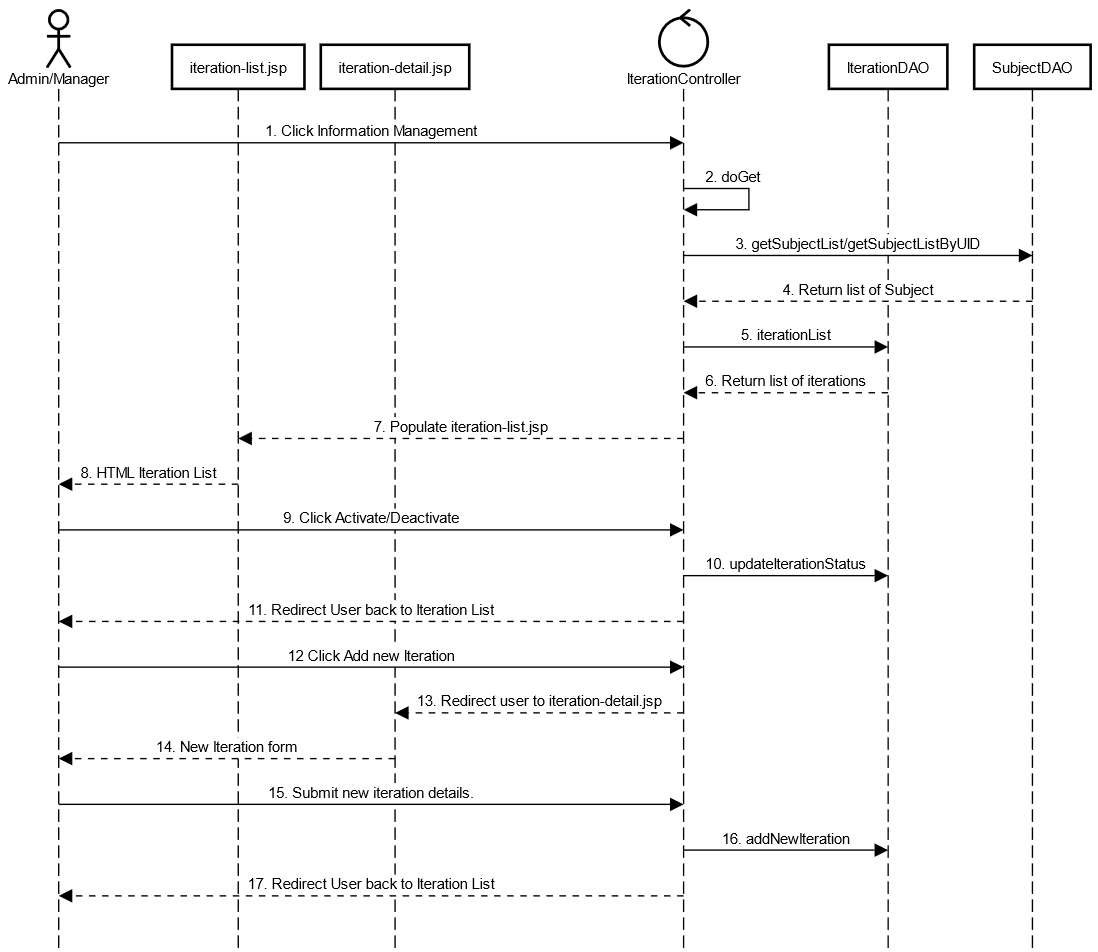 Admin/Manager
iteration-list.jsp
iteration-detail.jsp
IterationController
IterationDAO
SubjectDAO
1. Click Information Management
2. doGet
3. getSubjectList/getSubjectListByUID
4. Return list of Subject
5. iterationList
6. Return list of iterations
7. Populate iteration-list.jsp
8. HTML Iteration List
9. Click Activate/Deactivate
10. updateIterationStatus
11. Redirect User back to Iteration List
12 Click Add new Iteration
13. Redirect user to iteration-detail.jsp
14. New Iteration form
15. Submit new iteration details.
16. addNewIteration
17. Redirect User back to Iteration List